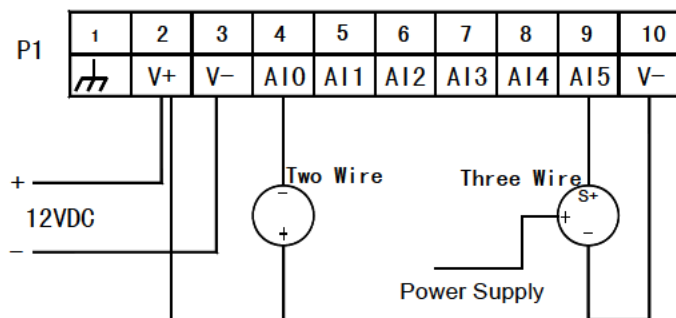 P1 1 2 3 4 5 6 7 8 9 10
V+ V- AI0 AI1 AI2 AI3 AI4 AI5 V-
Two Wire Three Wire
- S+
+ 12VDC -
+ -
+
Power Supply